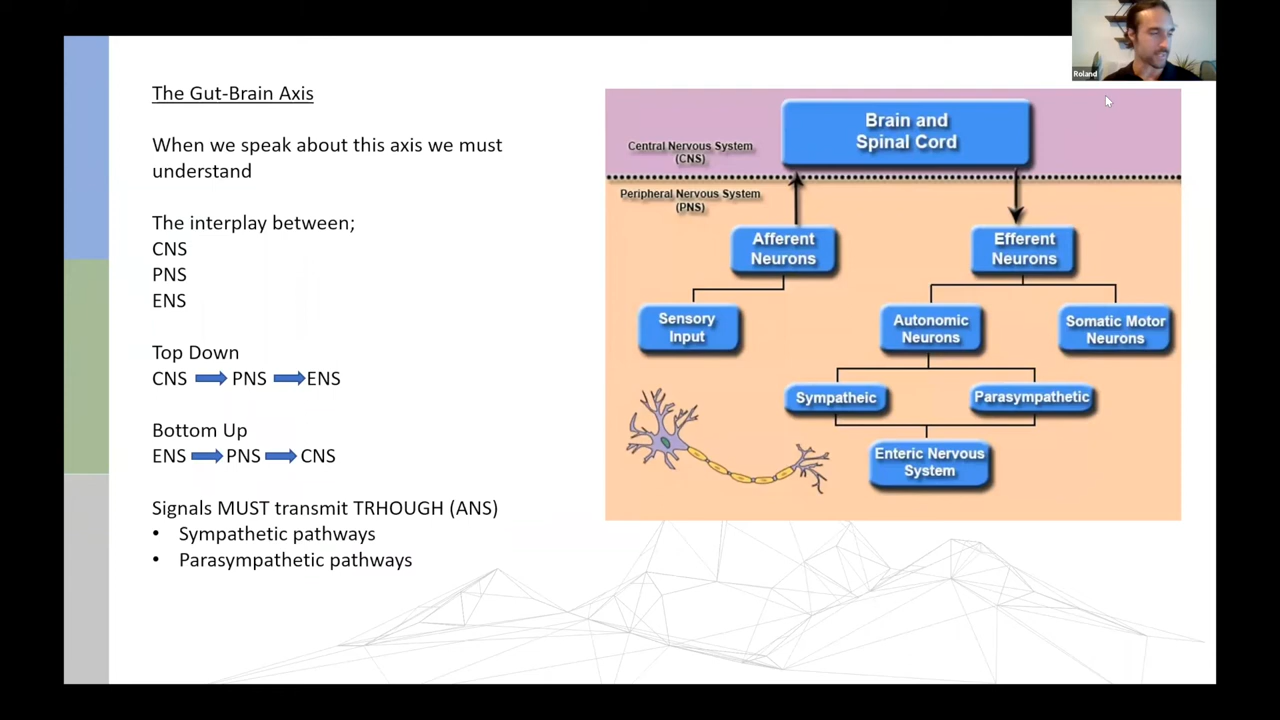 Roland
The Gut-Brain Axis
When we speak about this axis we must
understand
The interplay between;
CNS
PNS
ENS
Top Down
CNS PNS ENS
Bottom Up
ENS PNS CNS
Signals MUST transmit TRHOUGH (ANS)
• Sympathetic pathways
• Parasympathetic pathways
Brain and
Spinal Cord
Central Nervous System
(CNS)
Peripheral Nervous System
(PNS)
Afferent
Neurons
Efferent
Neurons
Sensory
Input
Autonomic
Neurons
Somatic Motor
Neurons
Sympatheic
Parasympathetic
Enteric Nervous
System